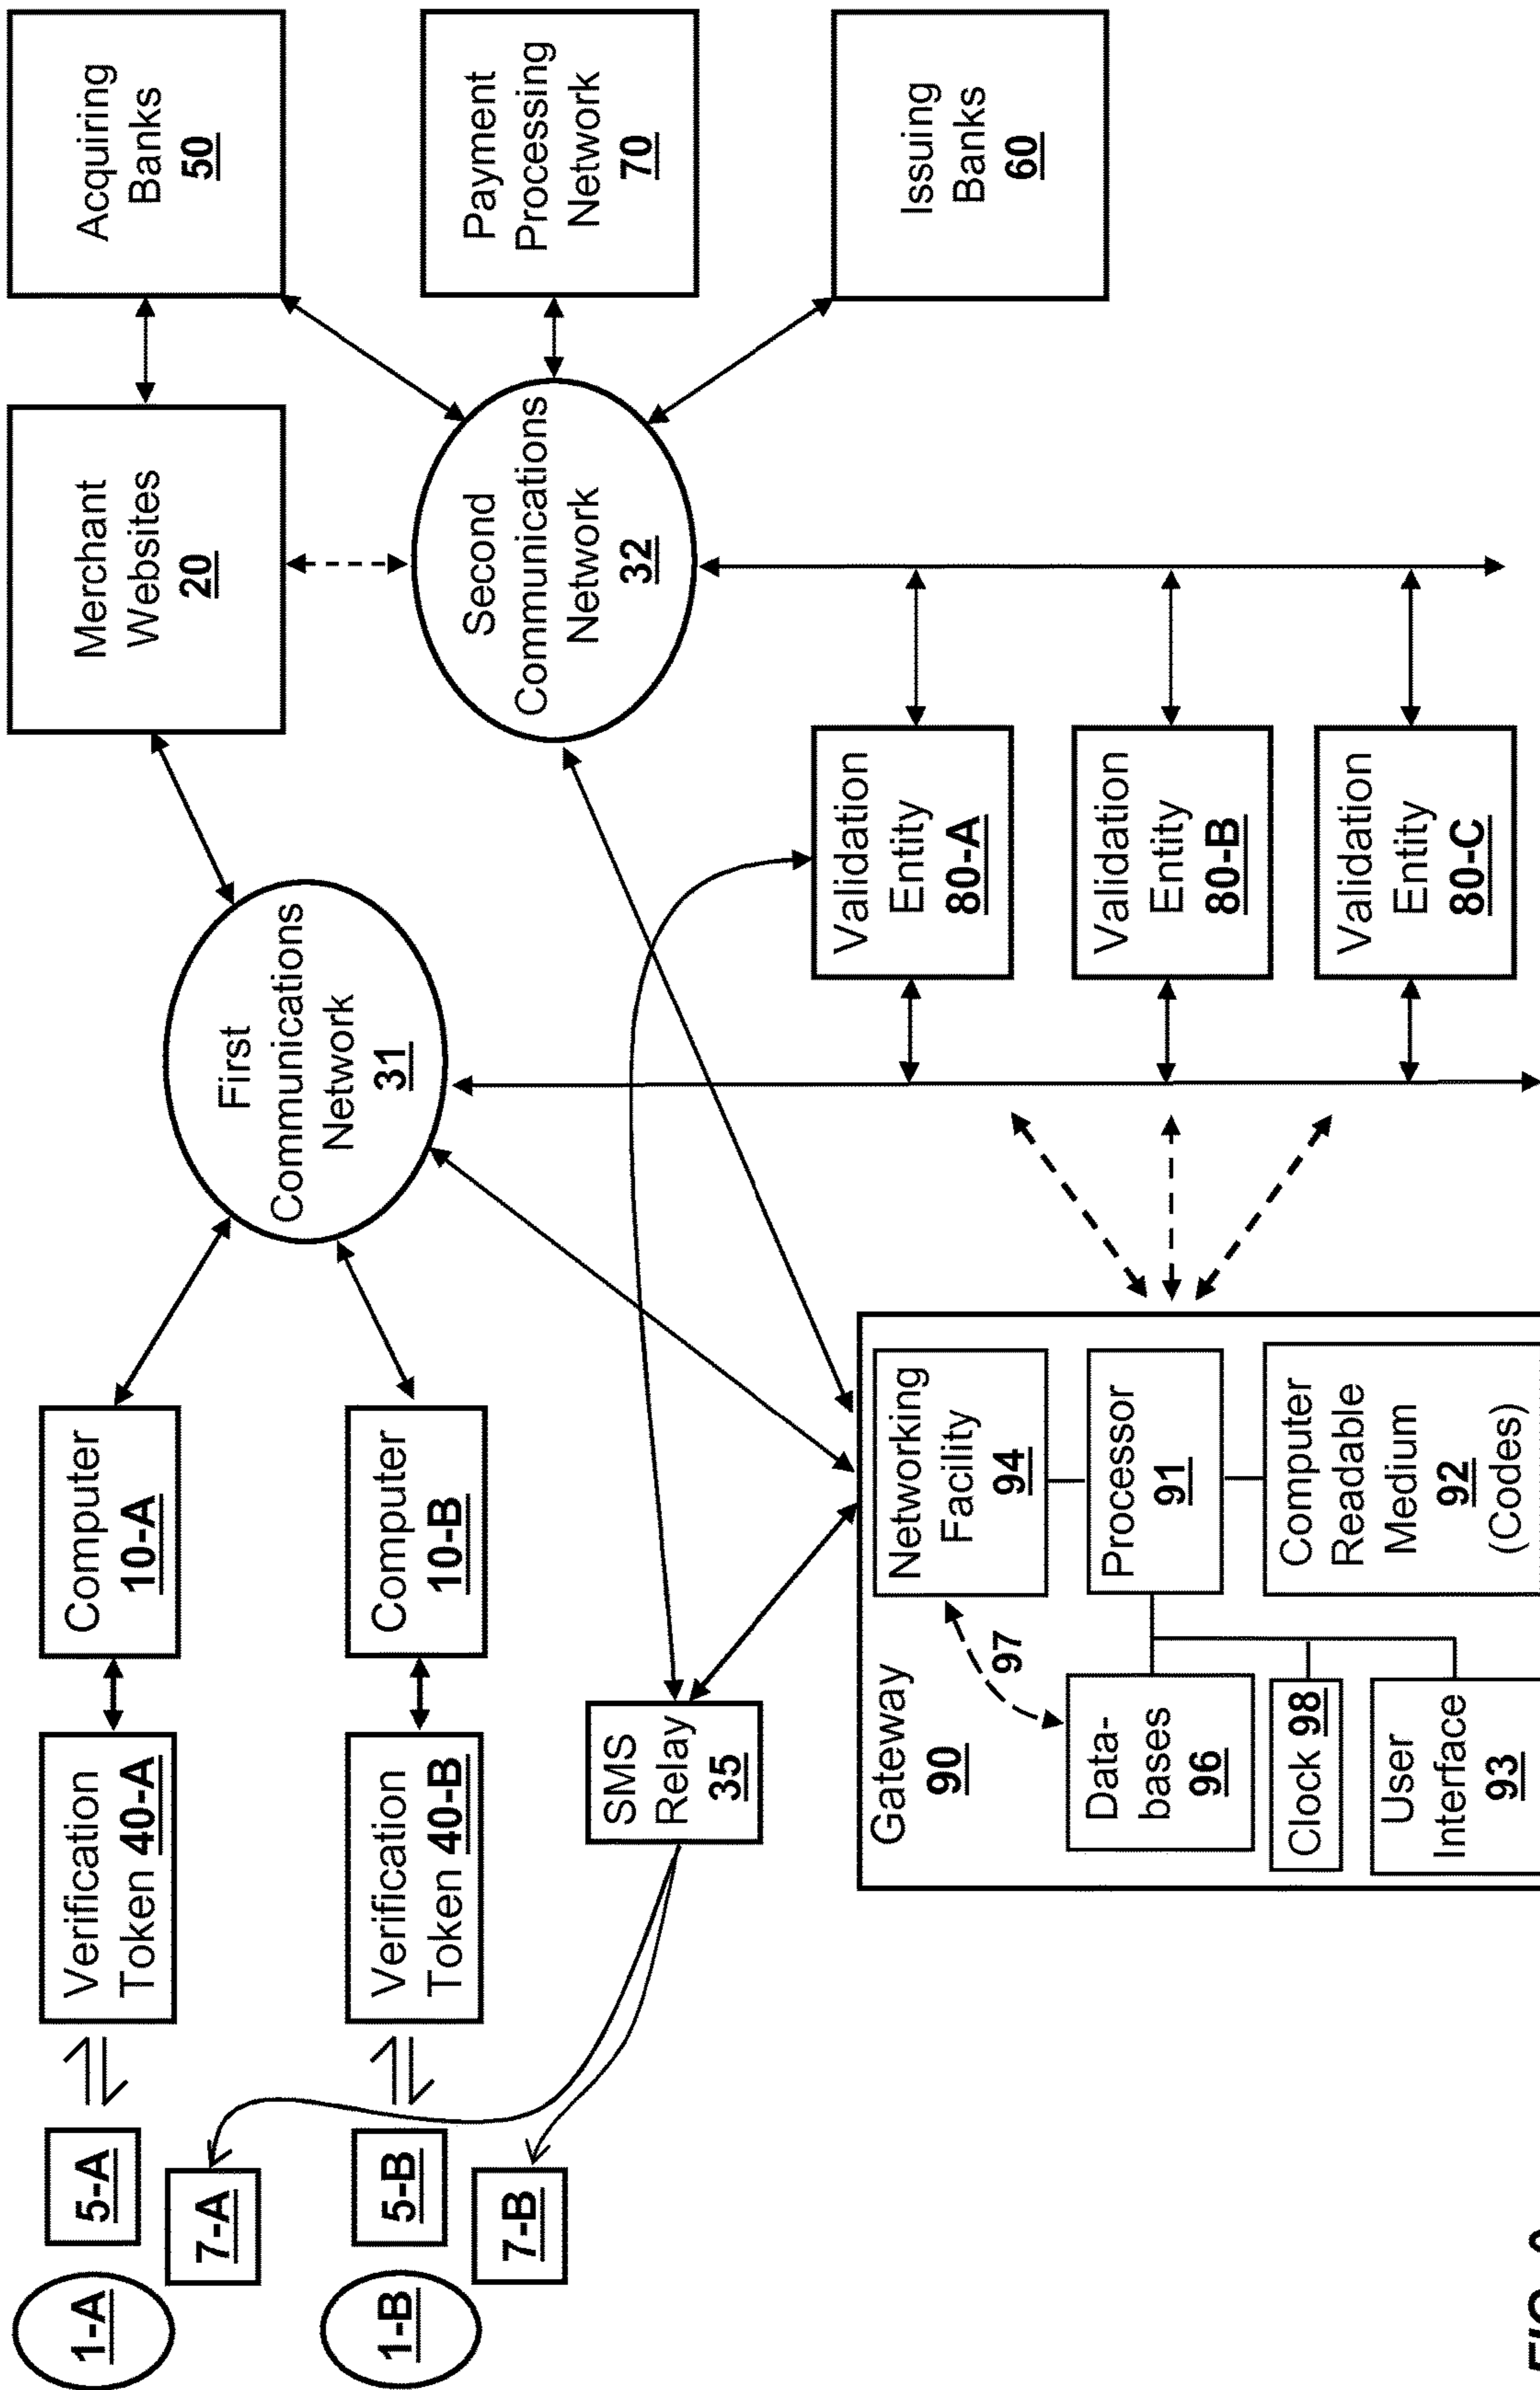 1-A
5-A
7-A
Verification
Token 40-A
Computer
10-A
1-B
5-B
7-B
Verification
Token 40-B
Computer
10-B
First
Communications
Network
31
Merchant
Websites
20
Acquiring
Banks
50
Second
Communications
Network
32
Payment
Processing
Network
70
Issuing
Banks
60
SMS
Relay
35
Validation
Entity
80-A
Validation
Entity
80-B
Validation
Entity
80-C
Gateway
90
Networking
Facility
94
97
Processor
91
Data-
bases
96
Clock 98
User
Interface
93
Computer
Readable
Medium
92
(Codes)
FIG.